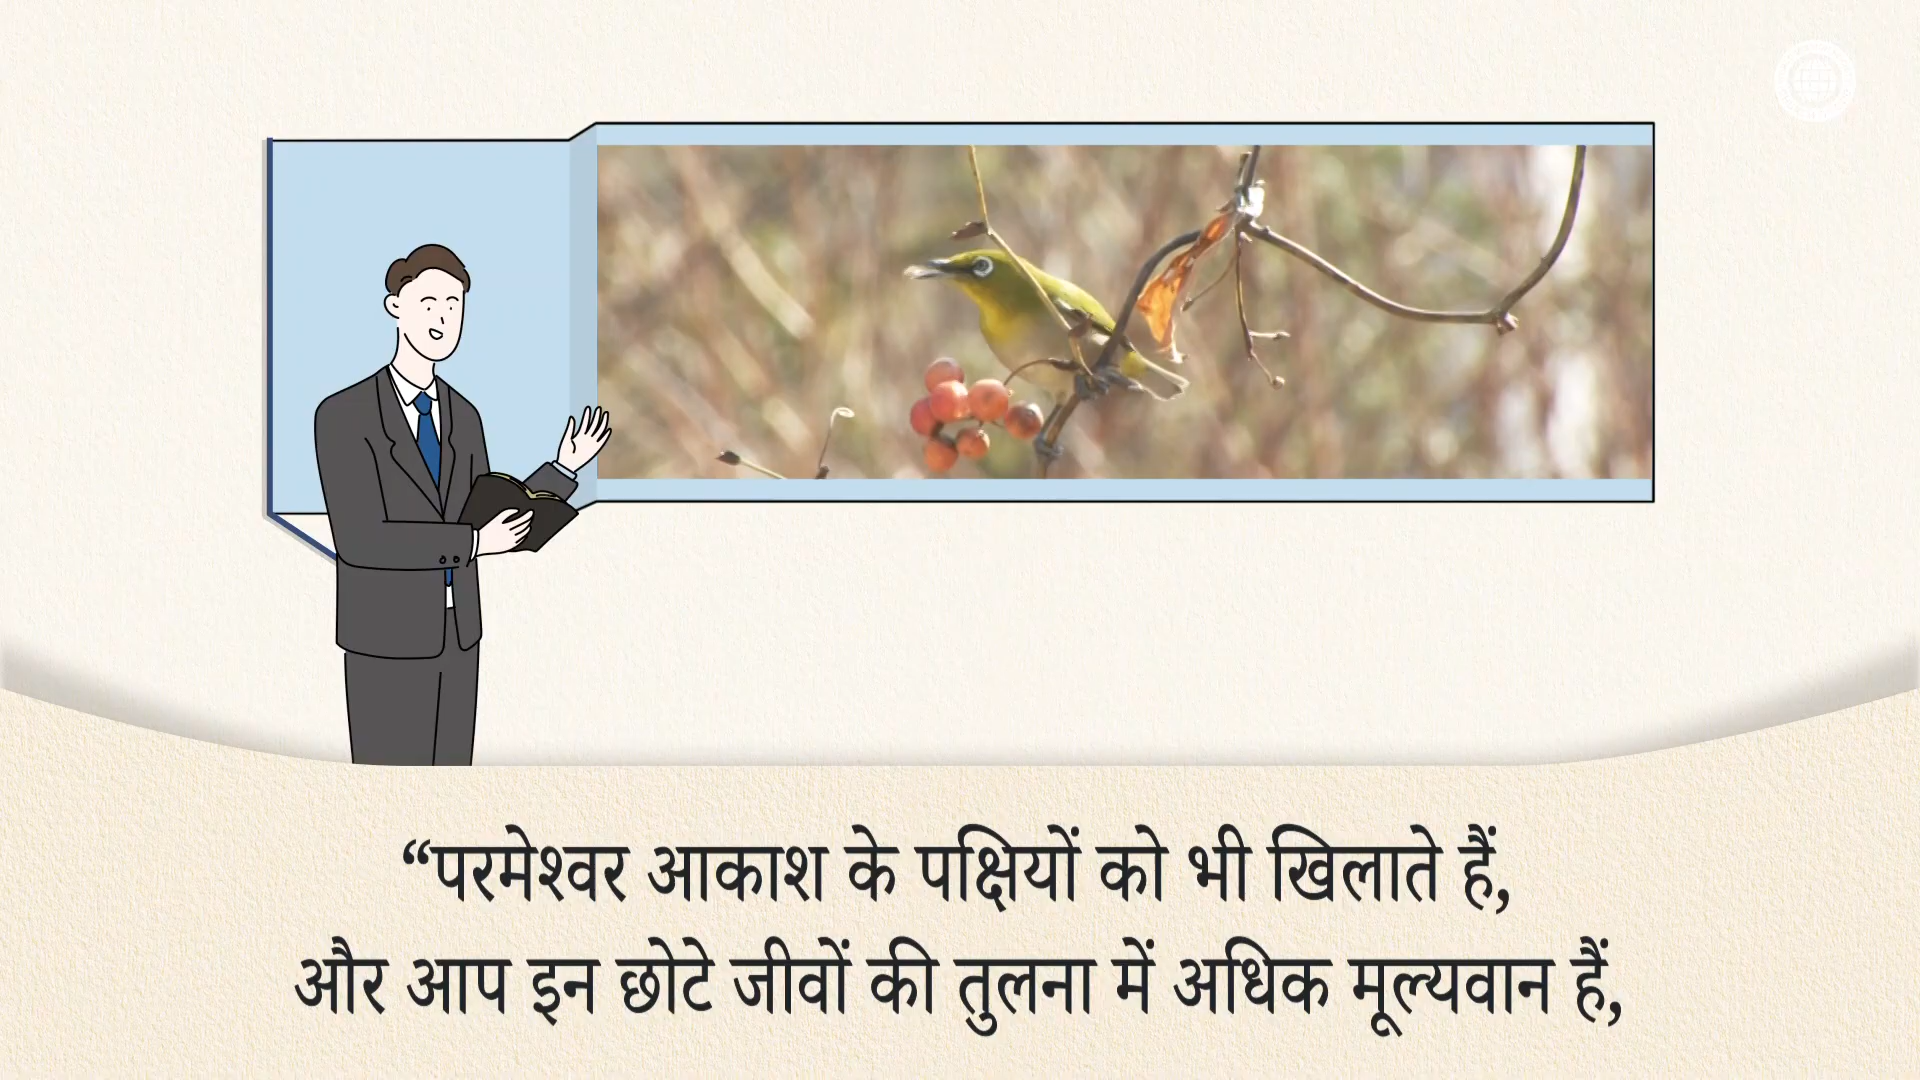 “परमेश्वर आकाश के पक्षियों को भी खिलाते हैं,
और आप इन छोटे जीवों की तुलना में अधिक मूल्यवान हैं,